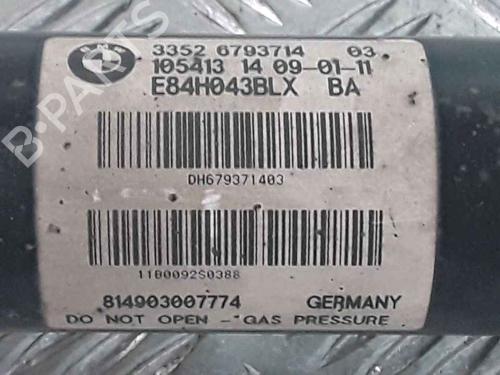 BMW
3352 6793714 03
105413 14 09-01-11
E84H043BLX BA
DH679371403
11B0092S0388
814903007774 GERMANY
DO NOT OPEN - GAS PRESSURE
B-PARTS